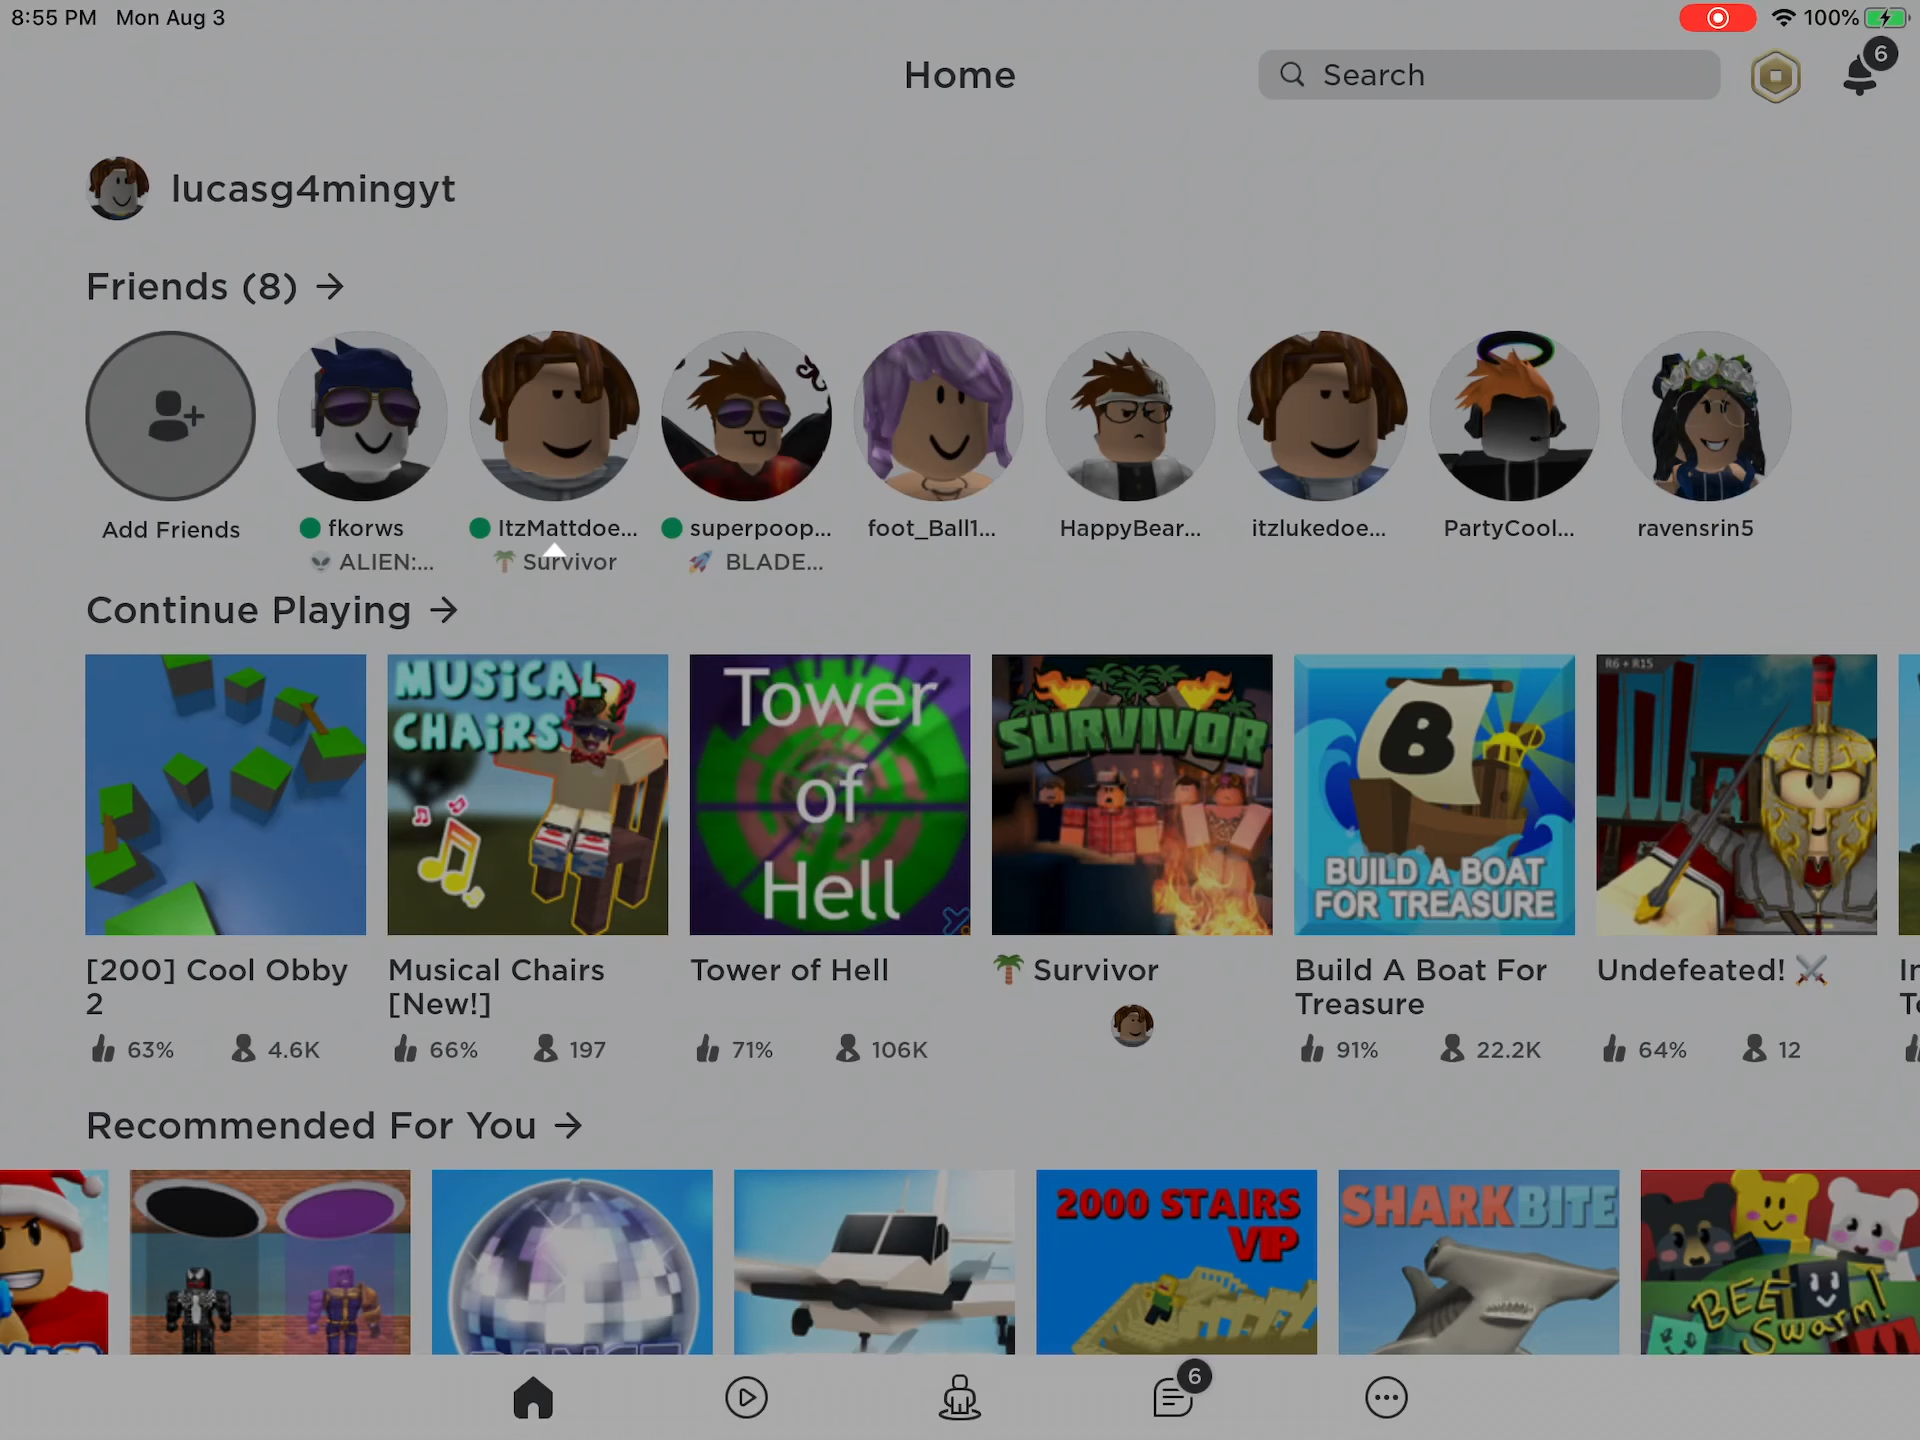 8:55 PM Mon Aug 3
100%
Home
Search
6
lucasg4mingyt
Friends (8) →
Add Friends
fkorws
ItzMattdoe...
superpoop...
foot_Ball1...
HappyBear...
itzlukedoe...
PartyCool...
ravensrin5
👽 ALIEN:...
🌴 Survivor
🚀 BLADE...
Continue Playing →
MUSICAL
CHAIRS
Tower
of
Hell
SURVIVOR
B
BUILD A BOAT
FOR TREASURE
R6 + R15
[200] Cool Obby
2
Musical Chairs
[New!]
Tower of Hell
🌴 Survivor
Build A Boat For
Treasure
Undefeated! ⚔️
63%
4.6K
66%
197
71%
106K
91%
22.2K
64%
12
Recommended For You →
2000 STAIRS
VIP
SHARKBITE
BEE
Swarm!
6